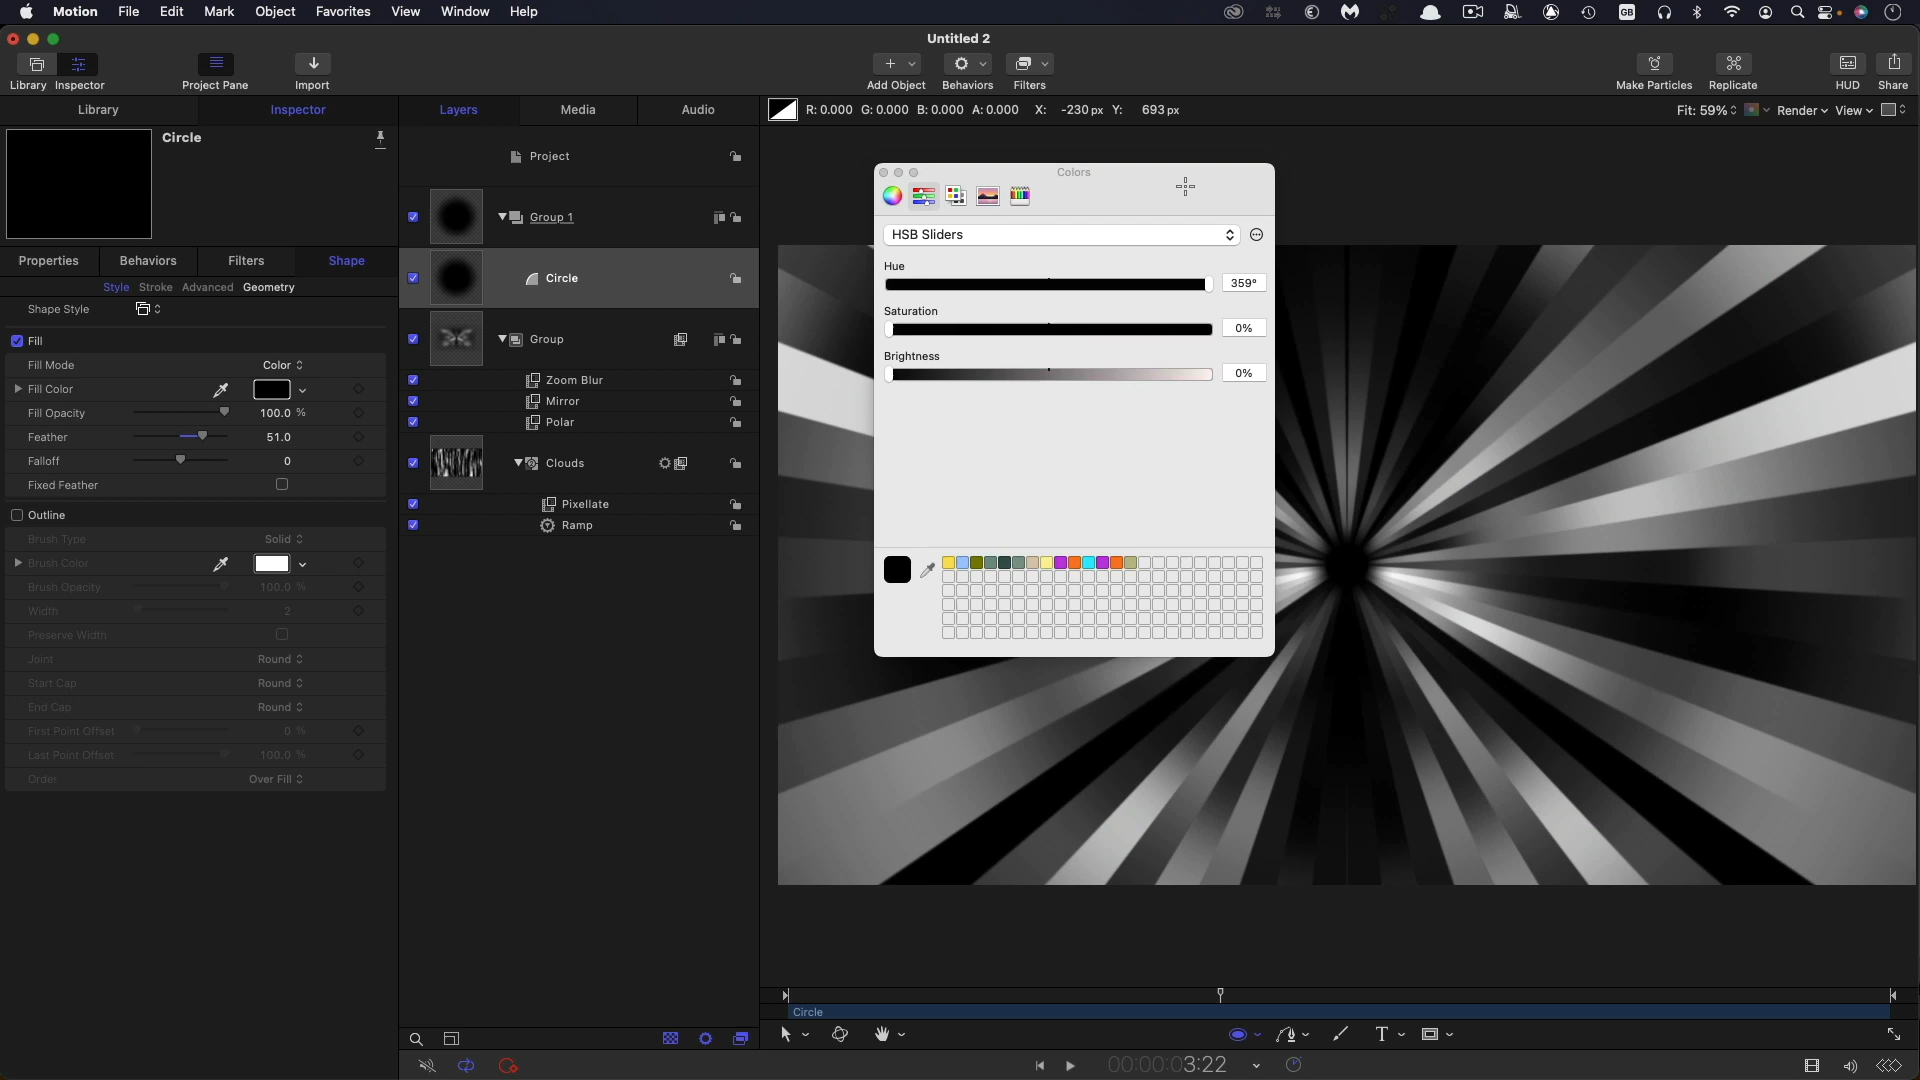 Motion File Edit Mark Object Favorites View Window Help
GB
Untitled 2
Library Inspector Project Pane Import Add Object Behaviors Filters Make Particles Replicate HUD Share
Library Inspector Layers Media Audio R: 0.000 G: 0.000 B: 0.000 A: 0.000 X: -230 px Y: 693 px Fit: 59% Render View
Circle
Project
Group 1
Circle
Group
Zoom Blur
Mirror
Polar
Clouds
Pixellate
Ramp
Properties Behaviors Filters Shape
Style Stroke Advanced Geometry
Shape Style
Fill
Fill Mode Color
Fill Color
Fill Opacity 100.0 %
Feather 51.0
Falloff 0
Fixed Feather
Outline
Brush Type Solid
Brush Color
Brush Opacity 100.0 %
Width 2
Preserve Width
Joint Round
Start Cap Round
End Cap Round
First Point Offset 0 %
Last Point Offset 100.0 %
Order Over Fill
Colors
HSB Sliders
Hue
359°
Saturation
0%
Brightness
0%
Circle
T
00:00:03:22